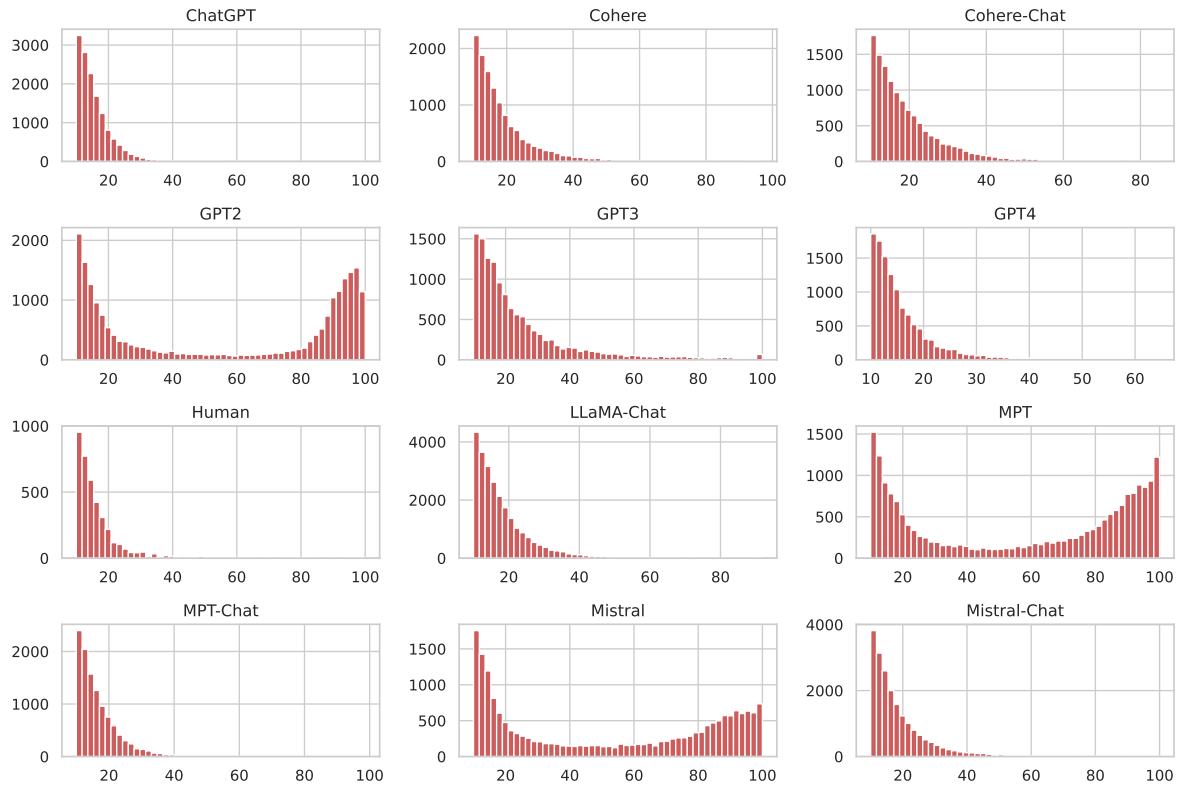 ChatGPT Cohere Cohere-Chat
3000 2000 1500
2000 1000
1000 1000 500
0 0 0
20 40 60 80 100 20 40 60 80 100 20 40 60 80
GPT2 GPT3 GPT4
2000 1500 1500
1000 1000
1000 500 500
0 0 0
20 40 60 80 100 20 40 60 80 100 10 20 30 40 50 60
Human LLaMA-Chat MPT
1000 4000 1500
1000
500 2000 500
0 0 0
20 40 60 80 100 20 40 60 80 20 40 60 80 100
MPT-Chat Mistral Mistral-Chat
4000
2000 1500
1000 2000
1000 500
0 0 0
20 40 60 80 100 20 40 60 80 100 20 40 60 80 100